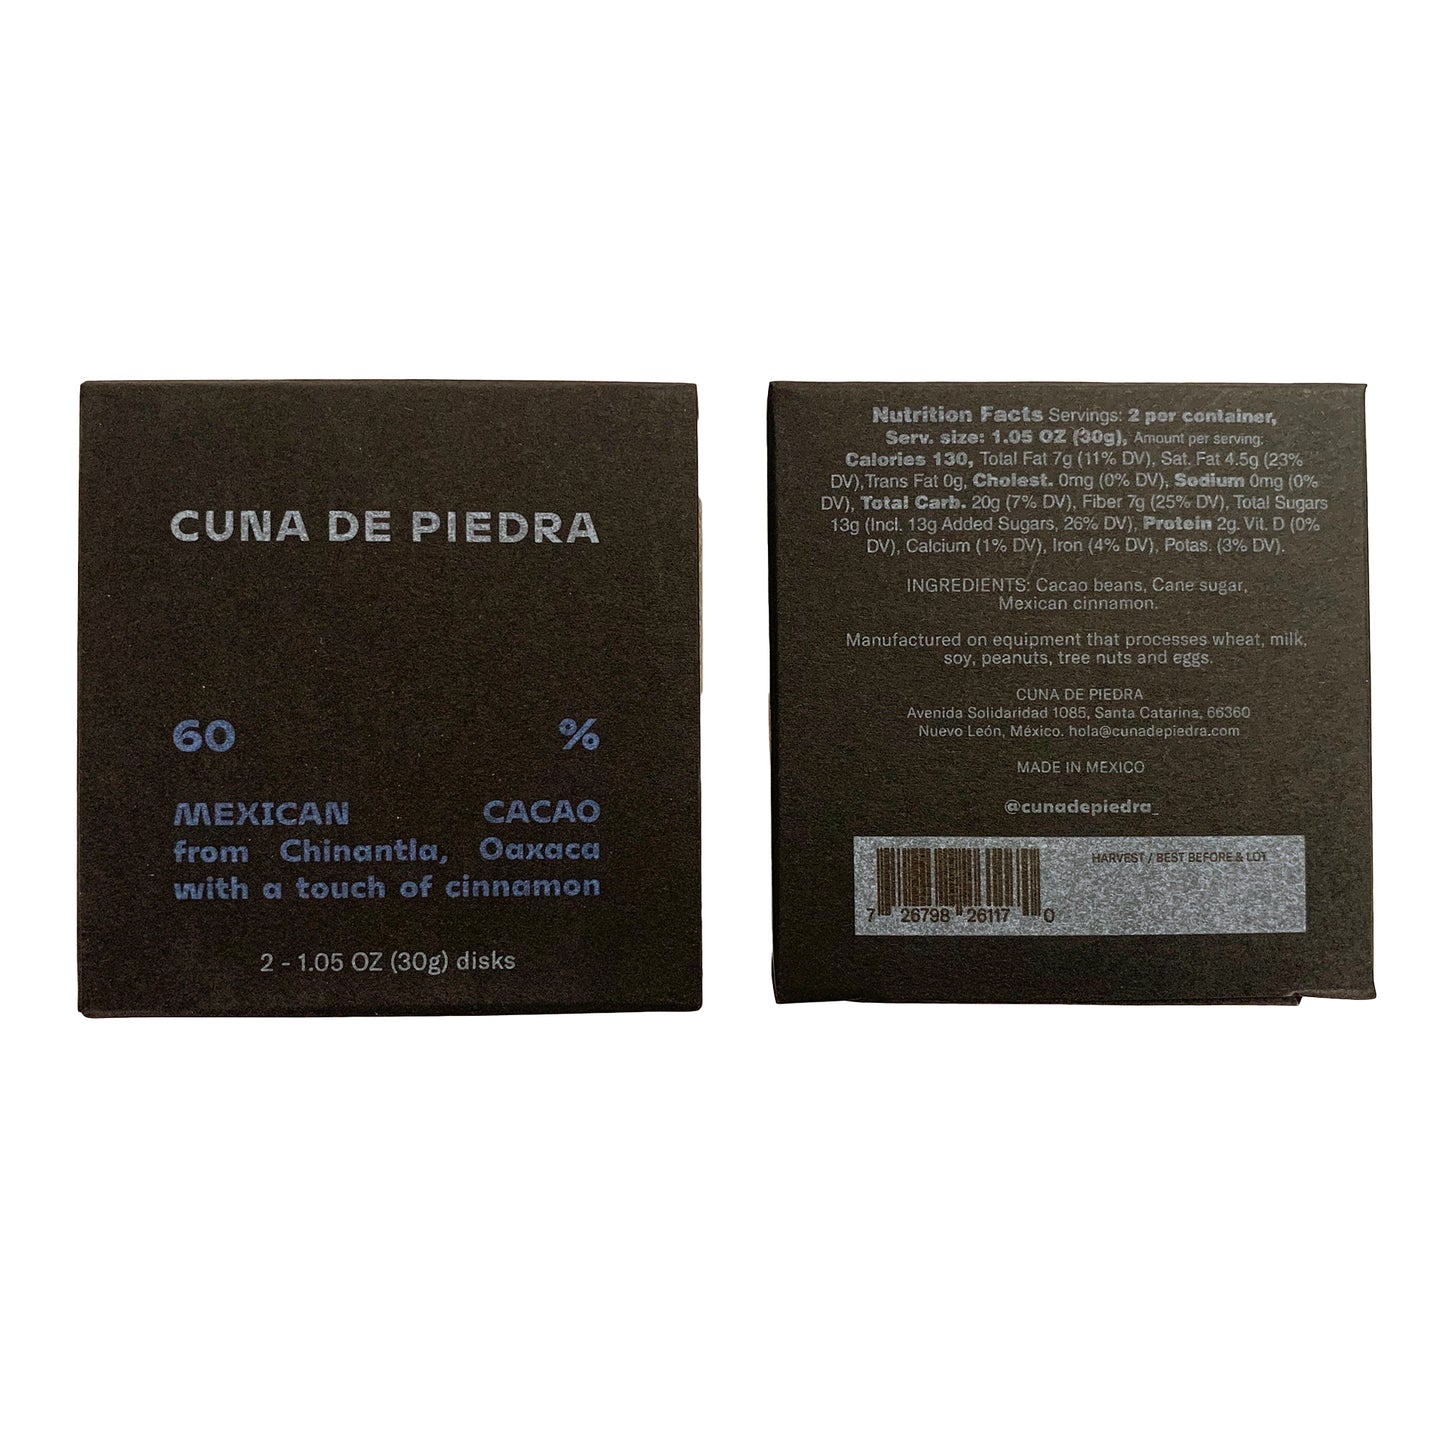 CUNA DE PIEDRA
60 %
MEXICAN CACAO
from Chinantla, Oaxaca
with a touch of cinnamon
2 - 1.05 OZ (30g) disks
Nutrition Facts Servings: 2 per container,
Serv. size: 1.05 OZ (30g), Amount per serving:
Calories 130, Total Fat 7g (11% DV), Sat. Fat 4.5g (23%
DV),Trans Fat 0g, Cholest. 0mg (0% DV), Sodium 0mg (0%
DV), Total Carb. 20g (7% DV), Fiber 7g (25% DV), Total Sugars
13g (Incl. 13g Added Sugars, 26% DV), Protein 2g. Vit. D (0%
DV), Calcium (1% DV), Iron (4% DV), Potas. (3% DV).
INGREDIENTS: Cacao beans, Cane sugar,
Mexican cinnamon.
Manufactured on equipment that processes wheat, milk,
soy, peanuts, tree nuts and eggs.
CUNA DE PIEDRA
Avenida Solidaridad 1085, Santa Catarina, 66360
Nuevo León, México. hola@cunadepiedra.com
MADE IN MEXICO
@cunadepiedra_
HARVEST / BEST BEFORE & LOT
7 26798 26117 0